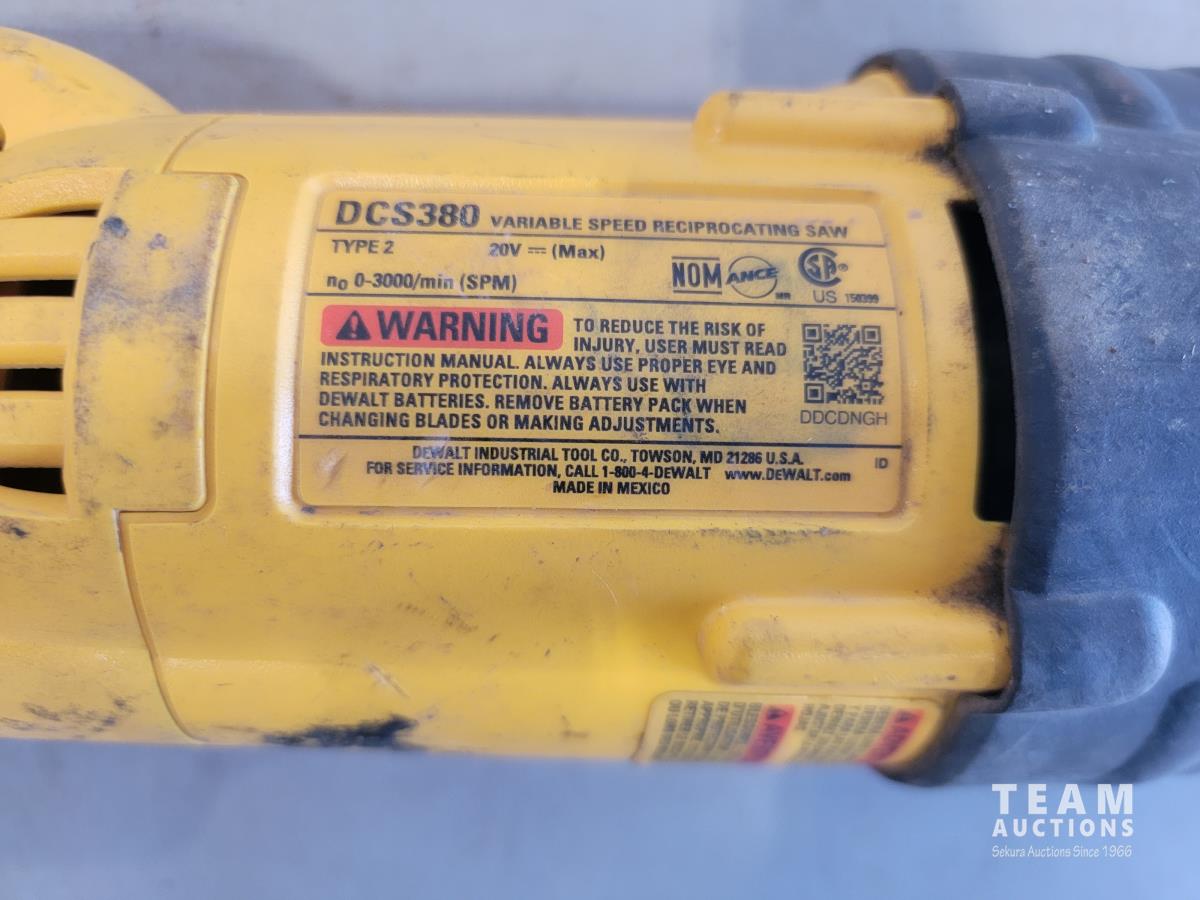 DCS380 VARIABLE SPEED RECIPROCATING SAW
TYPE 2 20V ⎓ (Max)
n₀ 0-3000/min (SPM)
NOM ANCE MR
SA ® US 150399
⚠ WARNING TO REDUCE THE RISK OF
INJURY, USER MUST READ
INSTRUCTION MANUAL. ALWAYS USE PROPER EYE AND
RESPIRATORY PROTECTION. ALWAYS USE WITH
DEWALT BATTERIES. REMOVE BATTERY PACK WHEN
CHANGING BLADES OR MAKING ADJUSTMENTS.
DDCDNGH
DEWALT INDUSTRIAL TOOL CO., TOWSON, MD 21286 U.S.A. ID
FOR SERVICE INFORMATION, CALL 1-800-4-DEWALT www.DEWALT.com
MADE IN MEXICO
TEAM
AUCTIONS
Sekura Auctions Since 1966